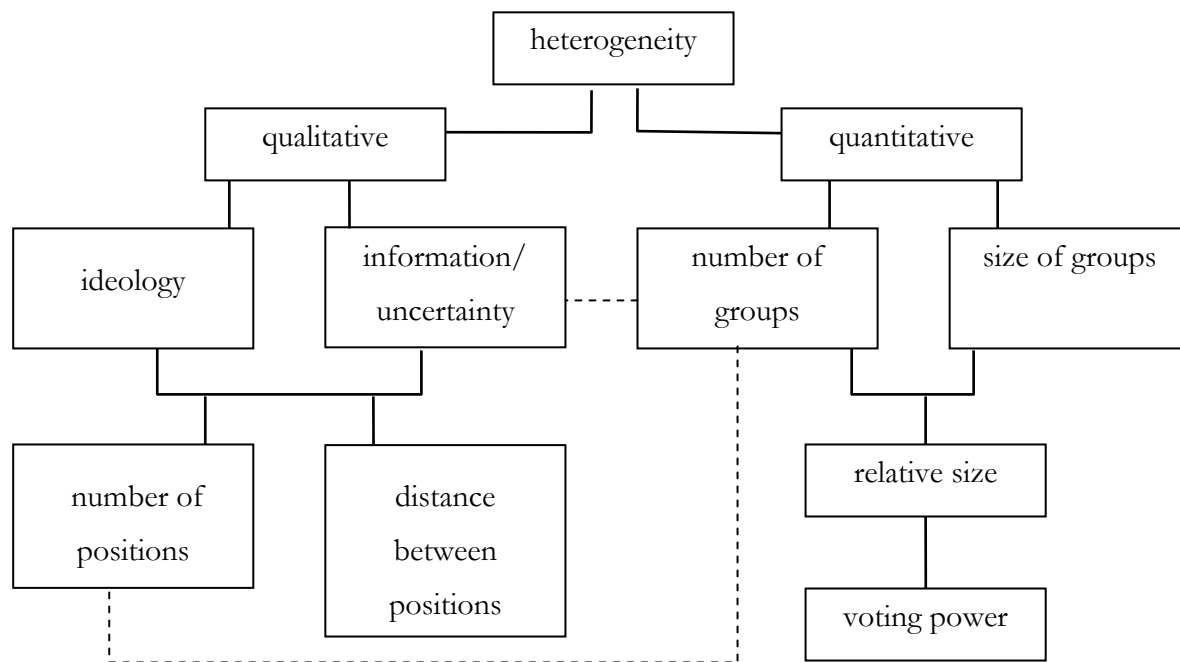 heterogeneity
qualitative
quantitative
ideology
information/
uncertainty
number of
groups
size of groups
number of
positions
distance
between
positions
relative size
voting power